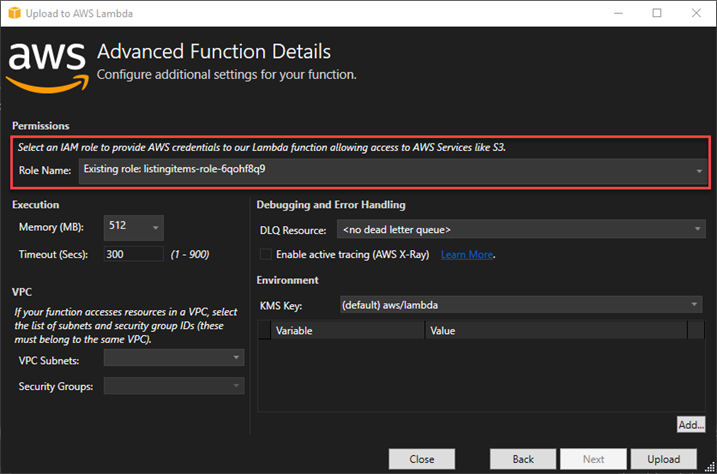 Upload to AWS Lambda
aws
Advanced Function Details
Configure additional settings for your function.
Permissions
Select an IAM role to provide AWS credentials to our Lambda function allowing access to AWS Services like S3.
Role Name: Existing role: listingitems-role-6qohf8q9
Execution
Memory (MB): 512
Timeout (Secs): 300 (1 - 900)
VPC
If your function accesses resources in a VPC, select
the list of subnets and security group IDs (these
must belong to the same VPC).
VPC Subnets:
Security Groups:
Debugging and Error Handling
DLQ Resource: <no dead letter queue>
Enable active tracing (AWS X-Ray) Learn More.
Environment
KMS Key: (default) aws/lambda
Variable Value
Add...
Close Back Next Upload